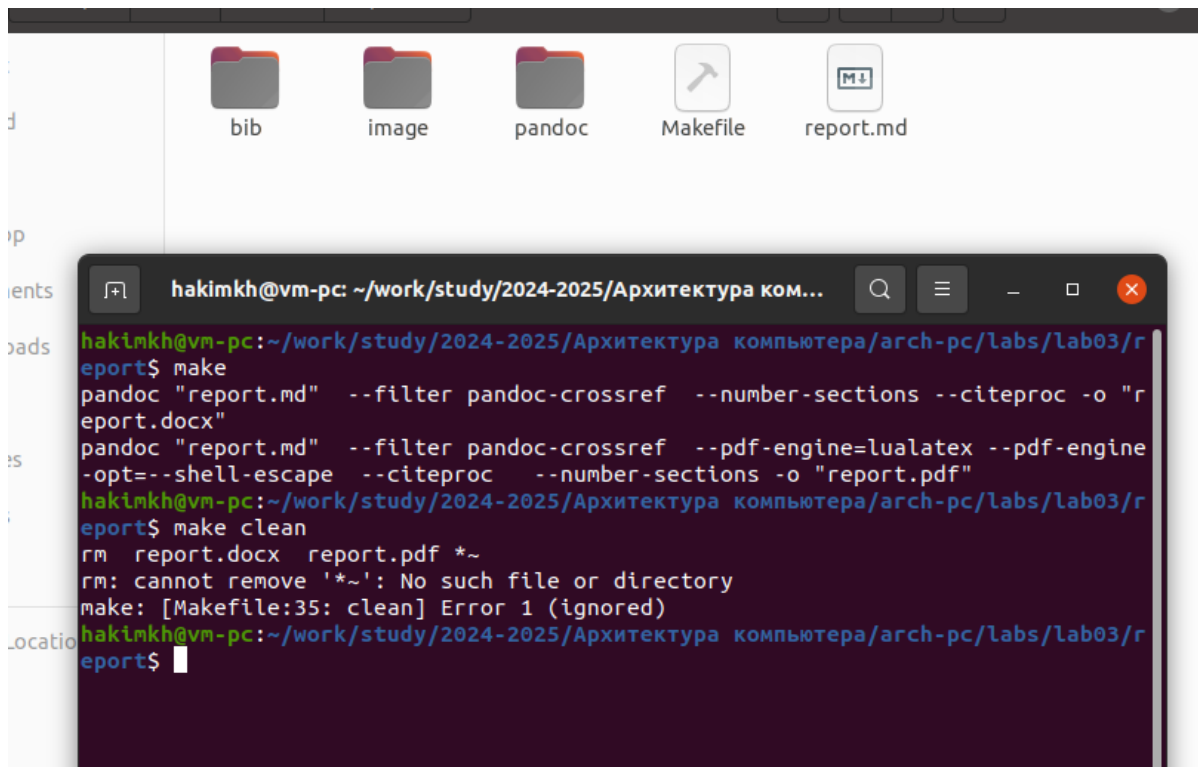 bib image pandoc Makefile report.md
hakimkh@vm-pc: ~/work/study/2024-2025/Архитектура ком...
hakimkh@vm-pc:~/work/study/2024-2025/Архитектура компьютера/arch-pc/labs/lab03/r
eport$ make
pandoc "report.md"  --filter pandoc-crossref  --number-sections --citeproc -o "r
eport.docx"
pandoc "report.md"  --filter pandoc-crossref  --pdf-engine=lualatex --pdf-engine
-opt=--shell-escape  --citeproc   --number-sections -o "report.pdf"
hakimkh@vm-pc:~/work/study/2024-2025/Архитектура компьютера/arch-pc/labs/lab03/r
eport$ make clean
rm  report.docx  report.pdf *~
rm: cannot remove '*~': No such file or directory
make: [Makefile:35: clean] Error 1 (ignored)
hakimkh@vm-pc:~/work/study/2024-2025/Архитектура компьютера/arch-pc/labs/lab03/r
eport$